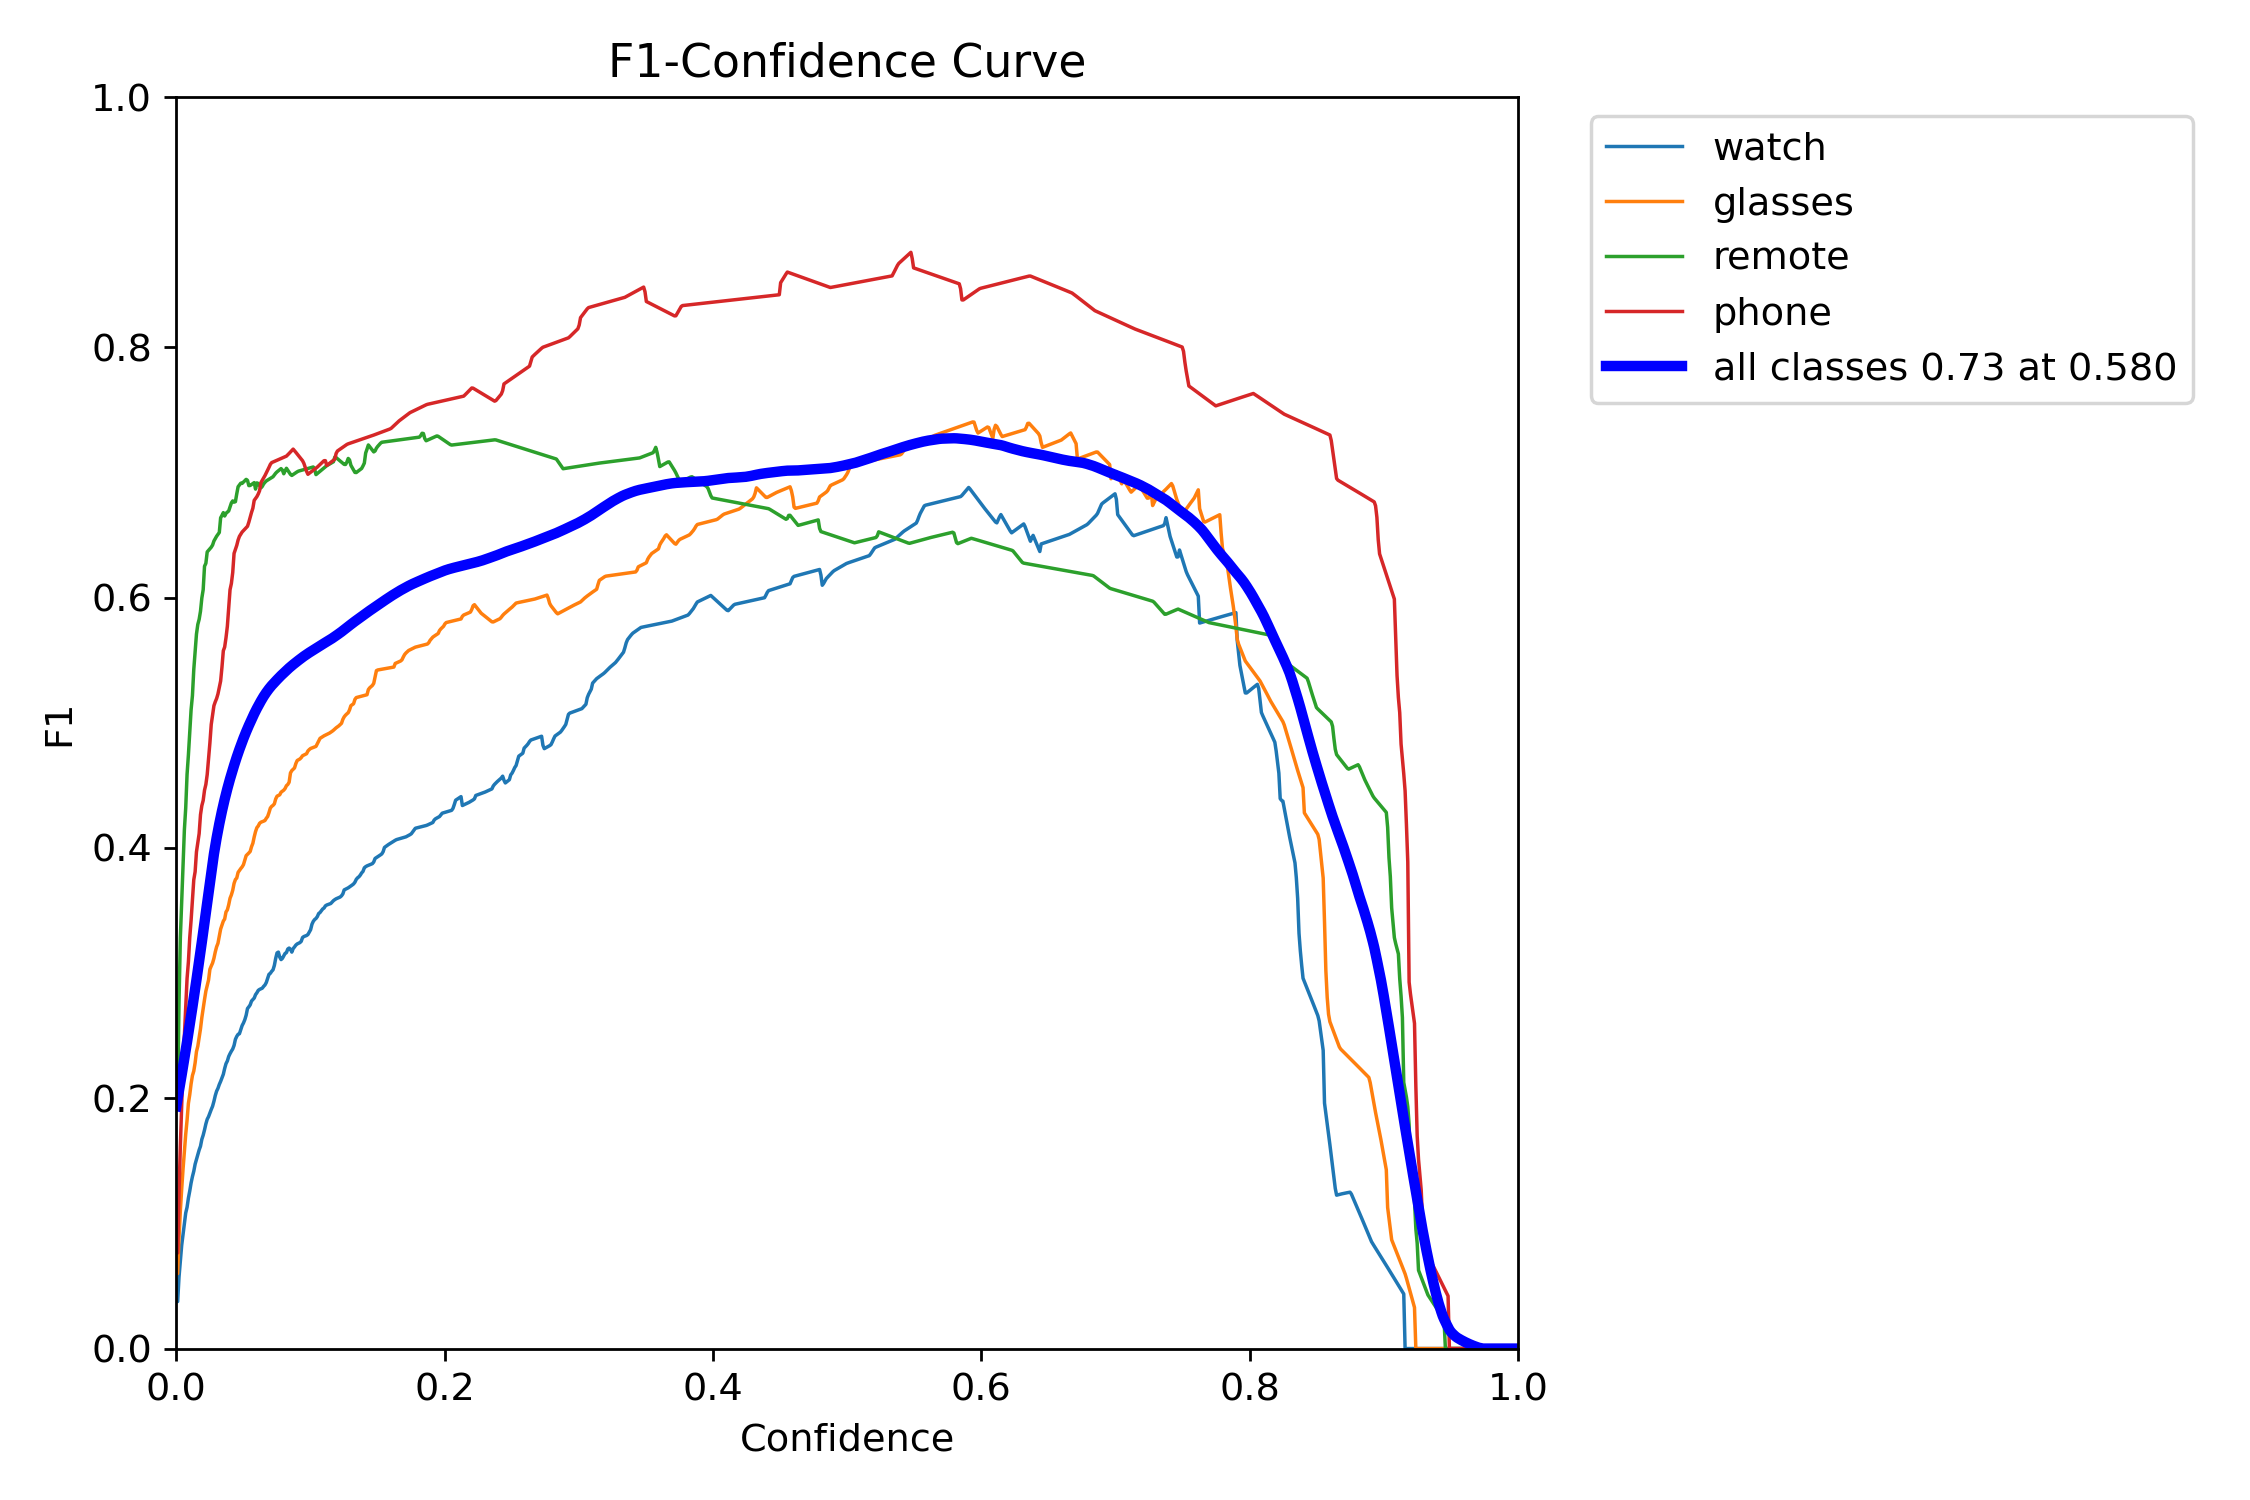 F1-Confidence Curve
1.0
0.8
0.6
0.4
0.2
0.0
F1
0.0 0.2 0.4 0.6 0.8 1.0
Confidence
watch
glasses
remote
phone
all classes 0.73 at 0.580